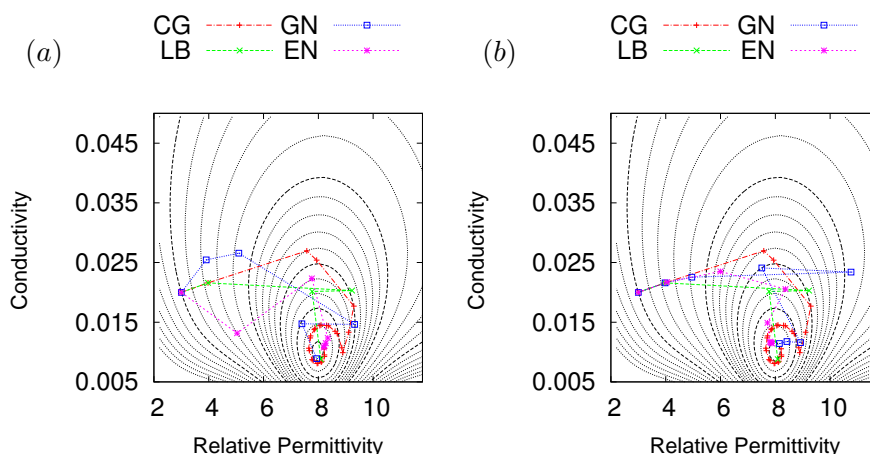 CG GN
LB EN
(a)
0.045
0.035
0.025
0.015
0.005
2 4 6 8 10
Conductivity
Relative Permittivity
CG GN
LB EN
(b)
0.045
0.035
0.025
0.015
0.005
2 4 6 8 10
Conductivity
Relative Permittivity